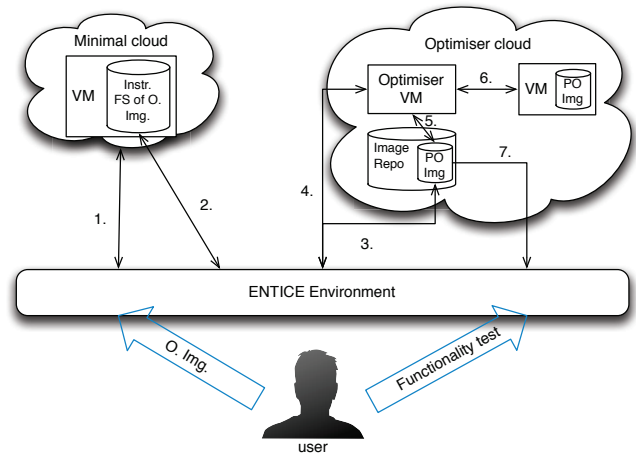 Minimal cloud
VM
Instr.
FS of O.
Img.
Optimiser cloud
Optimiser
VM
6.
VM
PO
Img
5.
Image
Repo
PO
Img
7.
4.
1.
2.
3.
ENTICE Environment
O. Img.
Functionality test
user